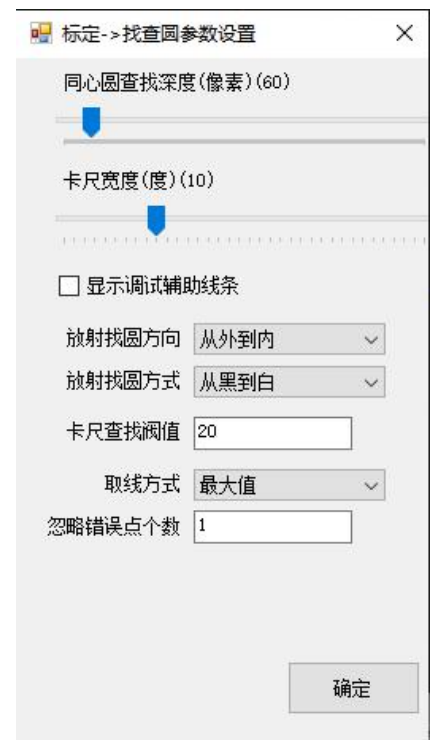 标定->找查圆参数设置
同心圆查找深度(像素)(60)
卡尺宽度(度)(10)
显示调试辅助线条
放射找圆方向 从外到内
放射找圆方式 从黑到白
卡尺查找阀值 20
取线方式 最大值
忽略错误点个数 1
确定